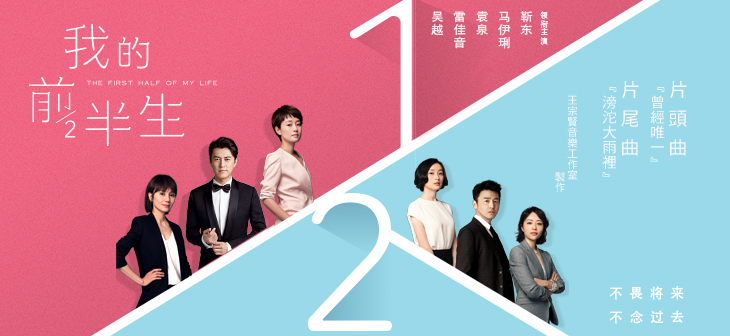 我的
THE FIRST HALF OF MY LIFE
前半生
1/2
1
2
領銜主演
靳东
马伊琍
袁泉
雷佳音
吴越
片頭曲
『曾經唯一』
片尾曲
『滂沱大雨裡』
王宗賢音樂工作室
製作
不畏将来
不念过去